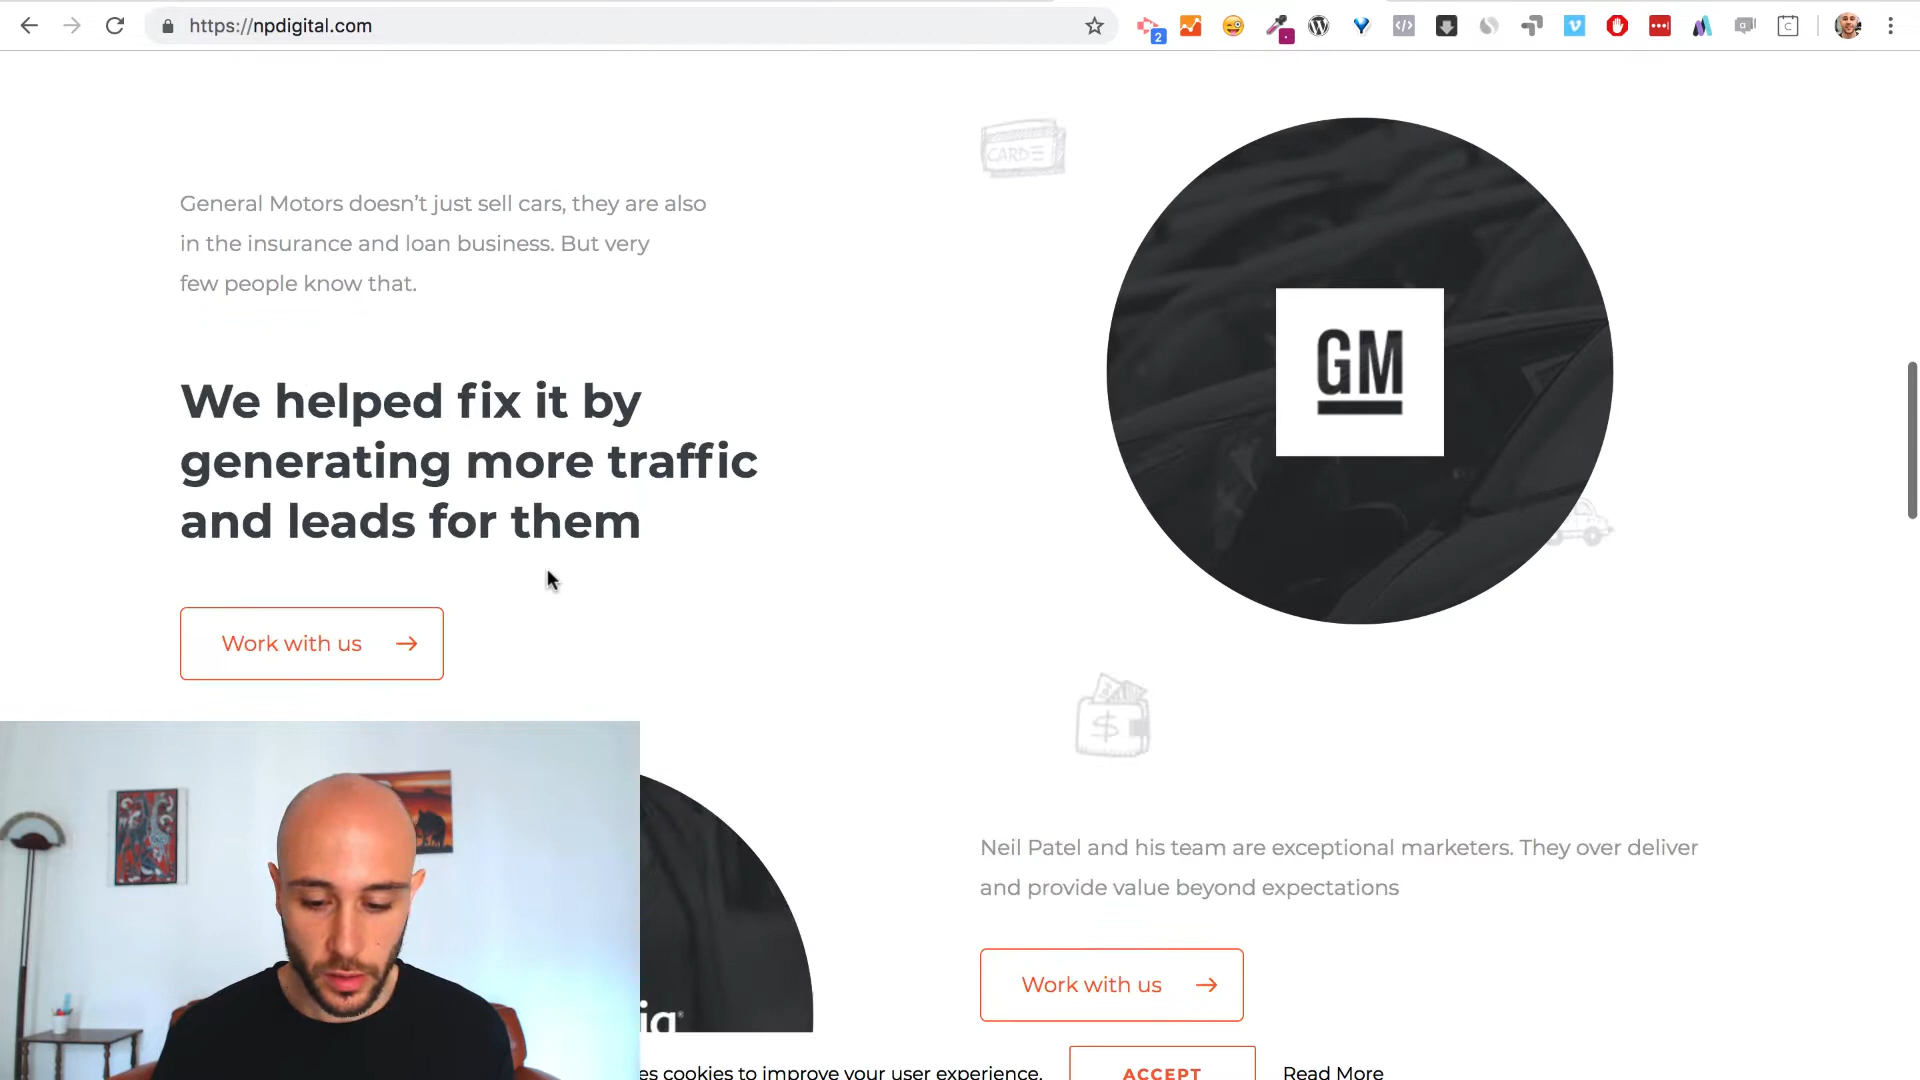 https://npdigital.com
2
CARD
General Motors doesn’t just sell cars, they are also
in the insurance and loan business. But very
few people know that.
GM
We helped fix it by
generating more traffic
and leads for them
Work with us
$
Neil Patel and his team are exceptional marketers. They over deliver
and provide value beyond expectations
Work with us
es cookies to improve your user experience.
ACCEPT
Read More